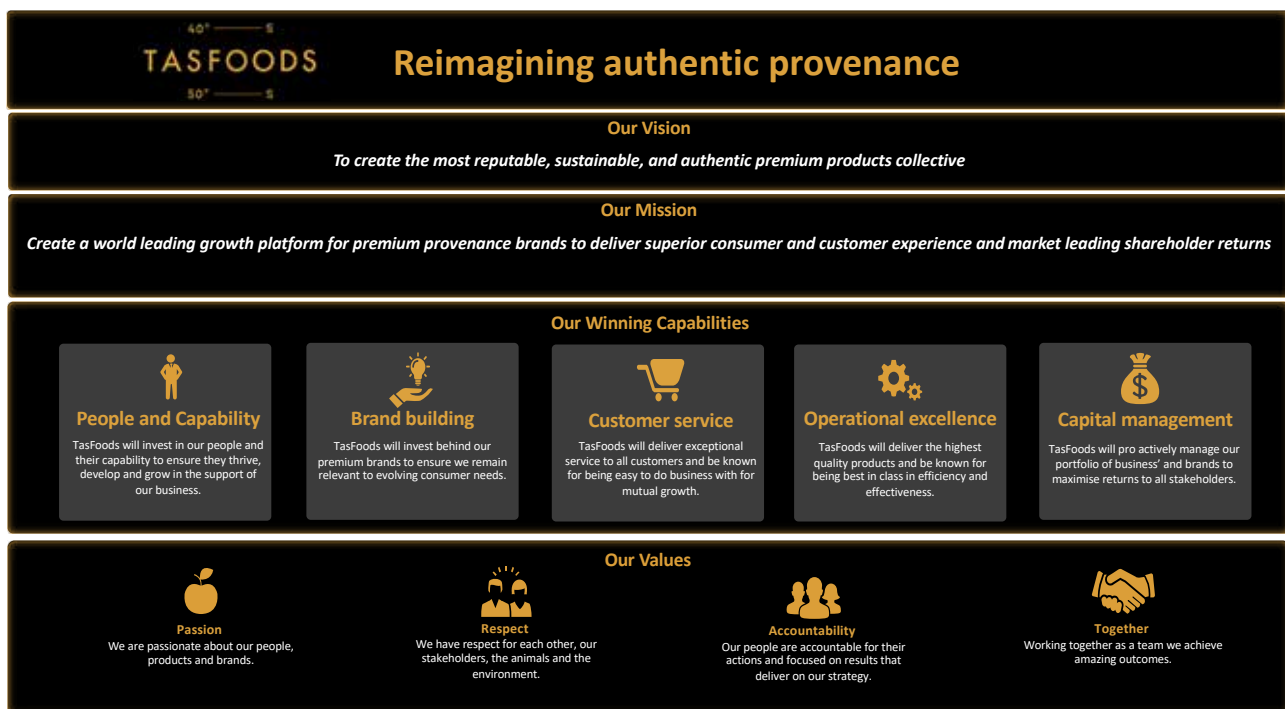 40° S
TASFOODS
50° S
Reimagining authentic provenance
Our Vision
To create the most reputable, sustainable, and authentic premium products collective
Our Mission
Create a world leading growth platform for premium provenance brands to deliver superior consumer and customer experience and market leading shareholder returns
Our Winning Capabilities
People and Capability
TasFoods will invest in our people and
their capability to ensure they thrive,
develop and grow in the support of
our business.
Brand building
TasFoods will invest behind our
premium brands to ensure we remain
relevant to evolving consumer needs.
Customer service
TasFoods will deliver exceptional
service to all customers and be known
for being easy to do business with for
mutual growth.
Operational excellence
TasFoods will deliver the highest
quality products and be known for
being best in class in efficiency and
effectiveness.
Capital management
TasFoods will pro actively manage our
portfolio of business’ and brands to
maximise returns to all stakeholders.
Our Values
Passion
We are passionate about our people,
products and brands.
Respect
We have respect for each other, our
stakeholders, the animals and the
environment.
Accountability
Our people are accountable for their
actions and focused on results that
deliver on our strategy.
Together
Working together as a team we achieve
amazing outcomes.